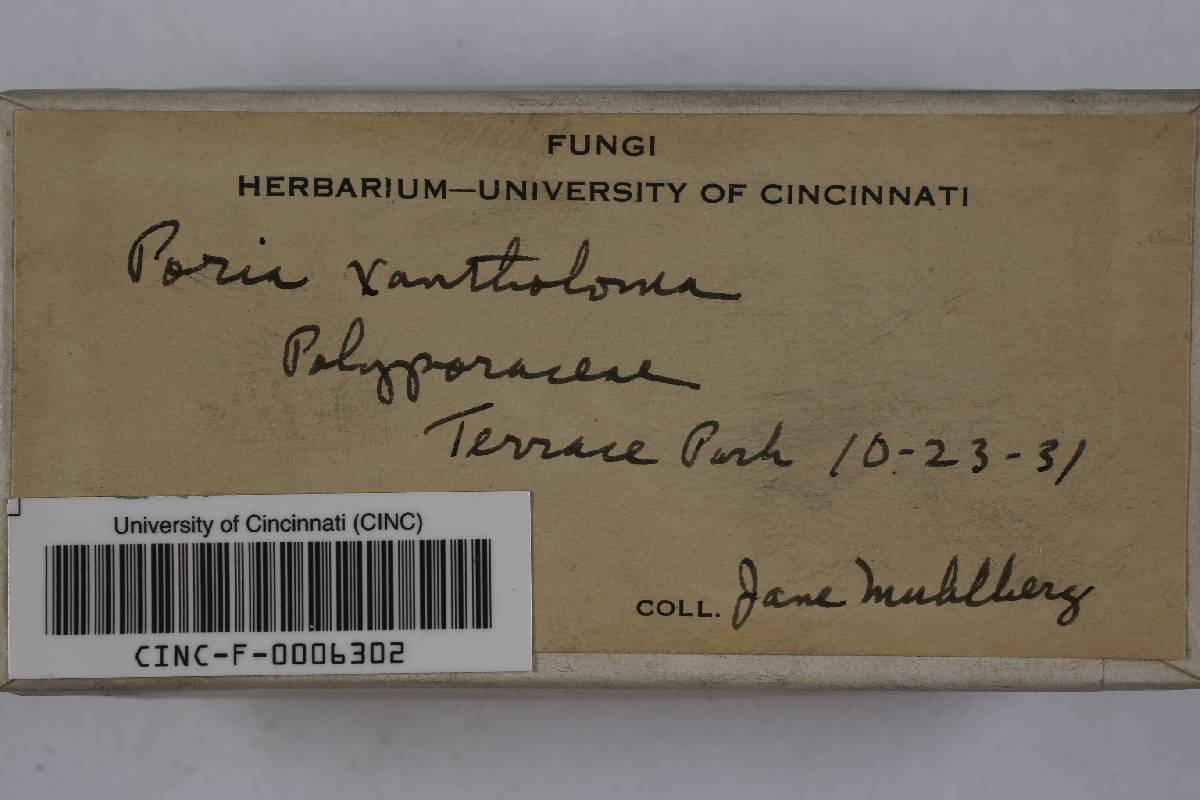 FUNGI
HERBARIUM—UNIVERSITY OF CINCINNATI
Poria xantholoma
Polyporaceae
Terrace Park 10-23-31
COLL. Jane Muhlberg
University of Cincinnati (CINC)
CINC-F-0006302